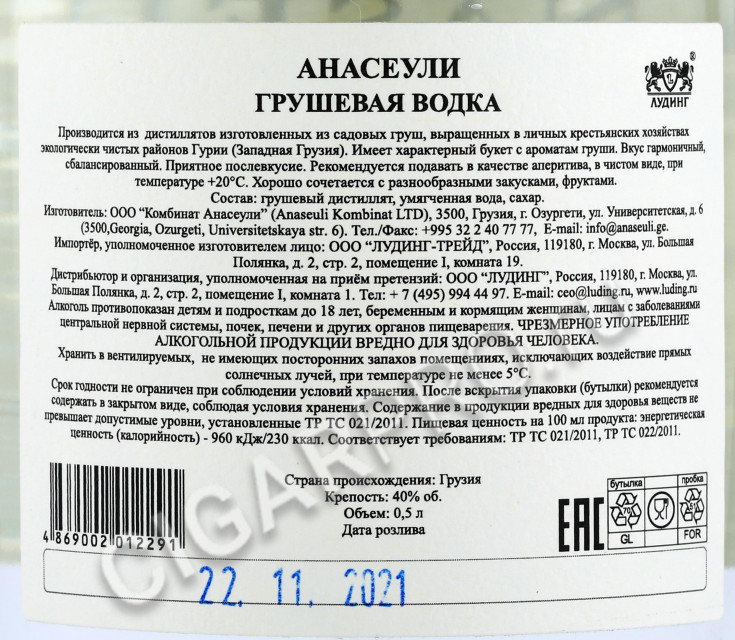 АНАСЕУЛИ
ГРУШЕВАЯ ВОДКА
ЛУДИНГ
Производится из дистиллятов изготовленных из садовых груш, выращенных в личных крестьянских хозяйствах
экологически чистых районов Гурии (Западная Грузия). Имеет характерный букет с ароматам груши. Вкус гармоничный,
сбалансированный. Приятное послевкусие. Рекомендуется подавать в качестве аперитива, в чистом виде, при
температуре +20°С. Хорошо сочетается с разнообразными закусками, фруктами.
Состав: грушевый дистиллят, умягченная вода, сахар.
Изготовитель: ООО “Комбинат Анасеули” (Anaseuli Kombinat LTD), 3500, Грузия, г. Озургети, ул. Университетская, д. 6
(3500,Georgia, Ozurgeti, Universitetskaya str. 6). Тел./Факс: +995 32 2 40 77 77, E-mail: info@anaseuli.ge.
Импортёр, уполномоченное изготовителем лицо: ООО “ЛУДИНГ-ТРЕЙД”, Россия, 119180, г. Москва, ул. Большая
Полянка, д. 2, стр. 2, помещение I, комната 19.
Дистрибьютор и организация, уполномоченная на приём претензий: ООО “ЛУДИНГ”, Россия, 119180, г. Москва, ул.
Большая Полянка, д. 2, стр. 2, помещение I, комната 1. Тел: + 7 (495) 994 44 97. E-mail: ceo@luding.ru, www.luding.ru
Алкоголь противопоказан детям и подросткам до 18 лет, беременным и кормящим женщинам, лицам с заболеваниями
центральной нервной системы, почек, печени и других органов пищеварения. ЧРЕЗМЕРНОЕ УПОТРЕБЛЕНИЕ
АЛКОГОЛЬНОЙ ПРОДУКЦИИ ВРЕДНО ДЛЯ ЗДОРОВЬЯ ЧЕЛОВЕКА.
Хранить в вентилируемых, не имеющих посторонних запахов помещениях, исключающих воздействие прямых
солнечных лучей, при температуре не менее 5°С.
Срок годности не ограничен при соблюдении условий хранения. После вскрытия упаковки (бутылки) рекомендуется
содержать в закрытом виде, соблюдая условия хранения. Содержание в продукции вредных для здоровья веществ не
превышает допустимые уровни, установленные ТР ТС 021/2011. Пищевая ценность на 100 мл продукта: энергетическая
ценность (калорийность) - 960 кДж/230 ккал. Соответствует требованиям: ТР ТС 021/2011, ТР ТС 022/2011.
Страна происхождения: Грузия
Крепость: 40% об.
Объем: 0,5 л
Дата розлива
4 869002 012291
EAC
бутылка
пробка
70
51
GL
FOR
22. 11. 2021
CIGARPRO.ru